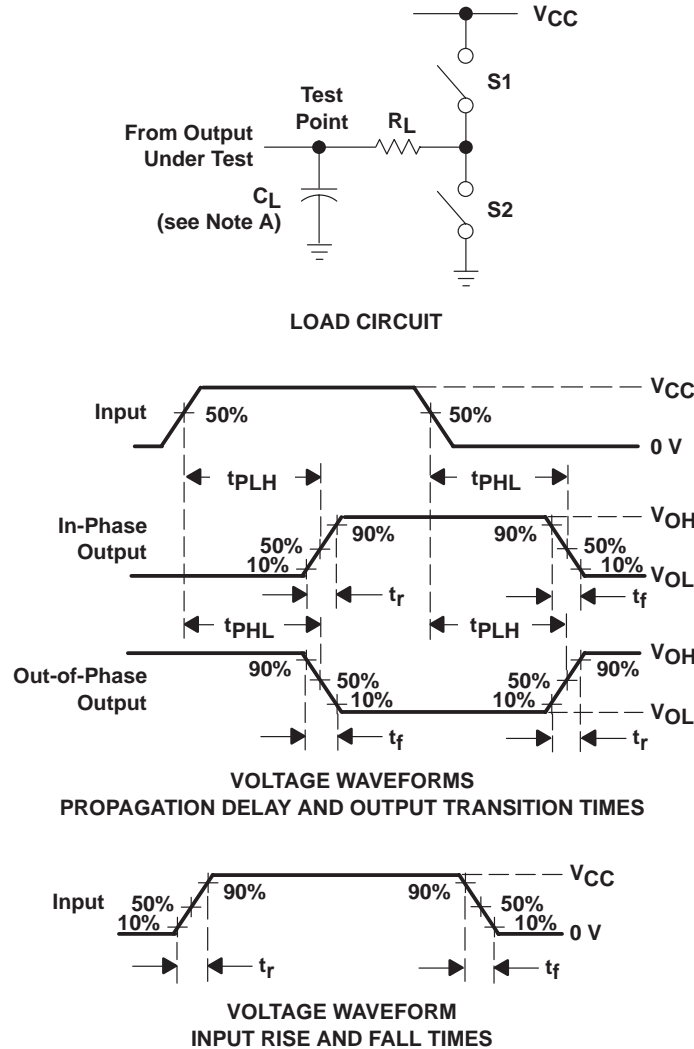 VCC
S1
Test
Point
RL
From Output
Under Test
CL
(see Note A)
S2
LOAD CIRCUIT
VCC
Input
50%
50%
0 V
tPLH
tPHL
In-Phase
Output
VOH
90%
90%
50%
50%
10%
10%
VOL
tr
tf
tPHL
tPLH
Out-of-Phase
Output
VOH
90%
90%
50%
50%
10%
10%
VOL
tf
tr
VOLTAGE WAVEFORMS
PROPAGATION DELAY AND OUTPUT TRANSITION TIMES
VCC
Input
90%
90%
50%
50%
10%
10%
0 V
tr
tf
VOLTAGE WAVEFORM
INPUT RISE AND FALL TIMES